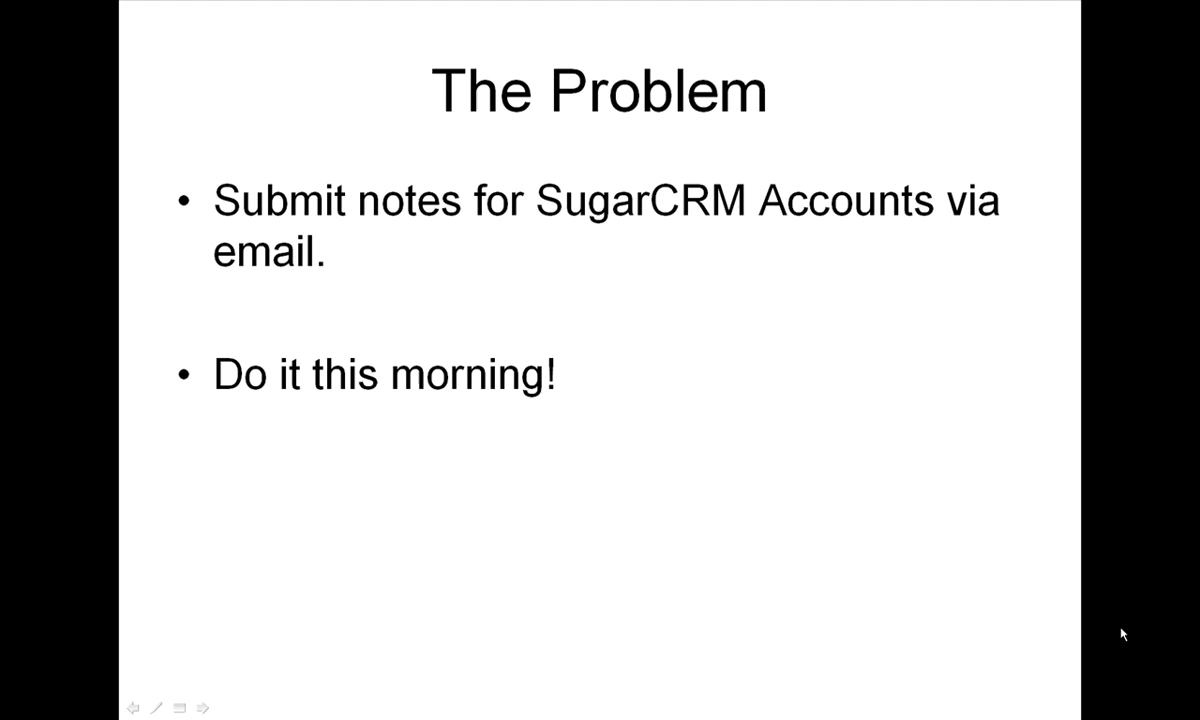 The Problem
• Submit notes for SugarCRM Accounts via
email.
• Do it this morning!